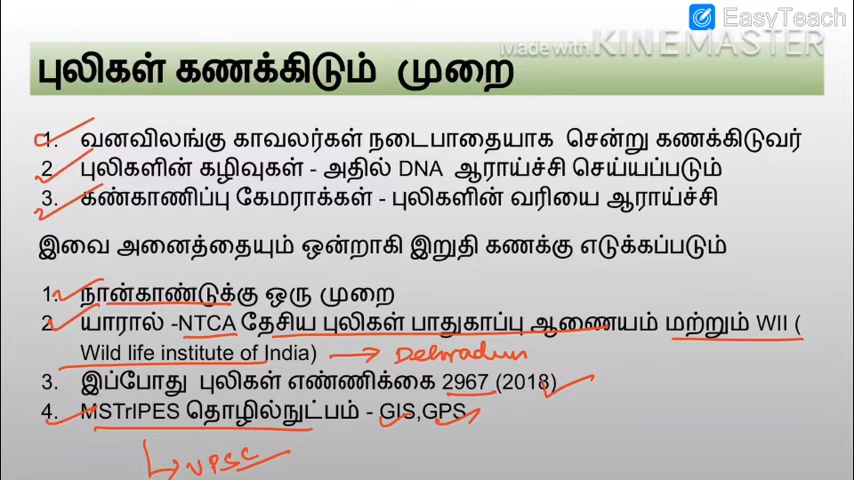 EasyTeach
Made with KINEMASTER
புலிகள் கணக்கிடும் முறை
1. வனவிலங்கு காவலர்கள் நடைபாதையாக சென்று கணக்கிடுவர்
2 புலிகளின் கழிவுகள் - அதில் DNA ஆராய்ச்சி செய்யப்படும்
3. கண்காணிப்பு கேமராக்கள் - புலிகளின் வரியை ஆராய்ச்சி
இவை அனைத்தையும் ஒன்றாகி இறுதி கணக்கு எடுக்கப்படும்
1. நான்காண்டுக்கு ஒரு முறை
2. யாரால் -NTCA தேசிய புலிகள் பாதுகாப்பு ஆணையம் மற்றும் WII (
Wild life institute of India) → Dehradun
3. இப்போது புலிகள் எண்ணிக்கை 2967 (2018)
4. MSTrIPES தொழில்நுட்பம் - GIS,GPS
UPSC